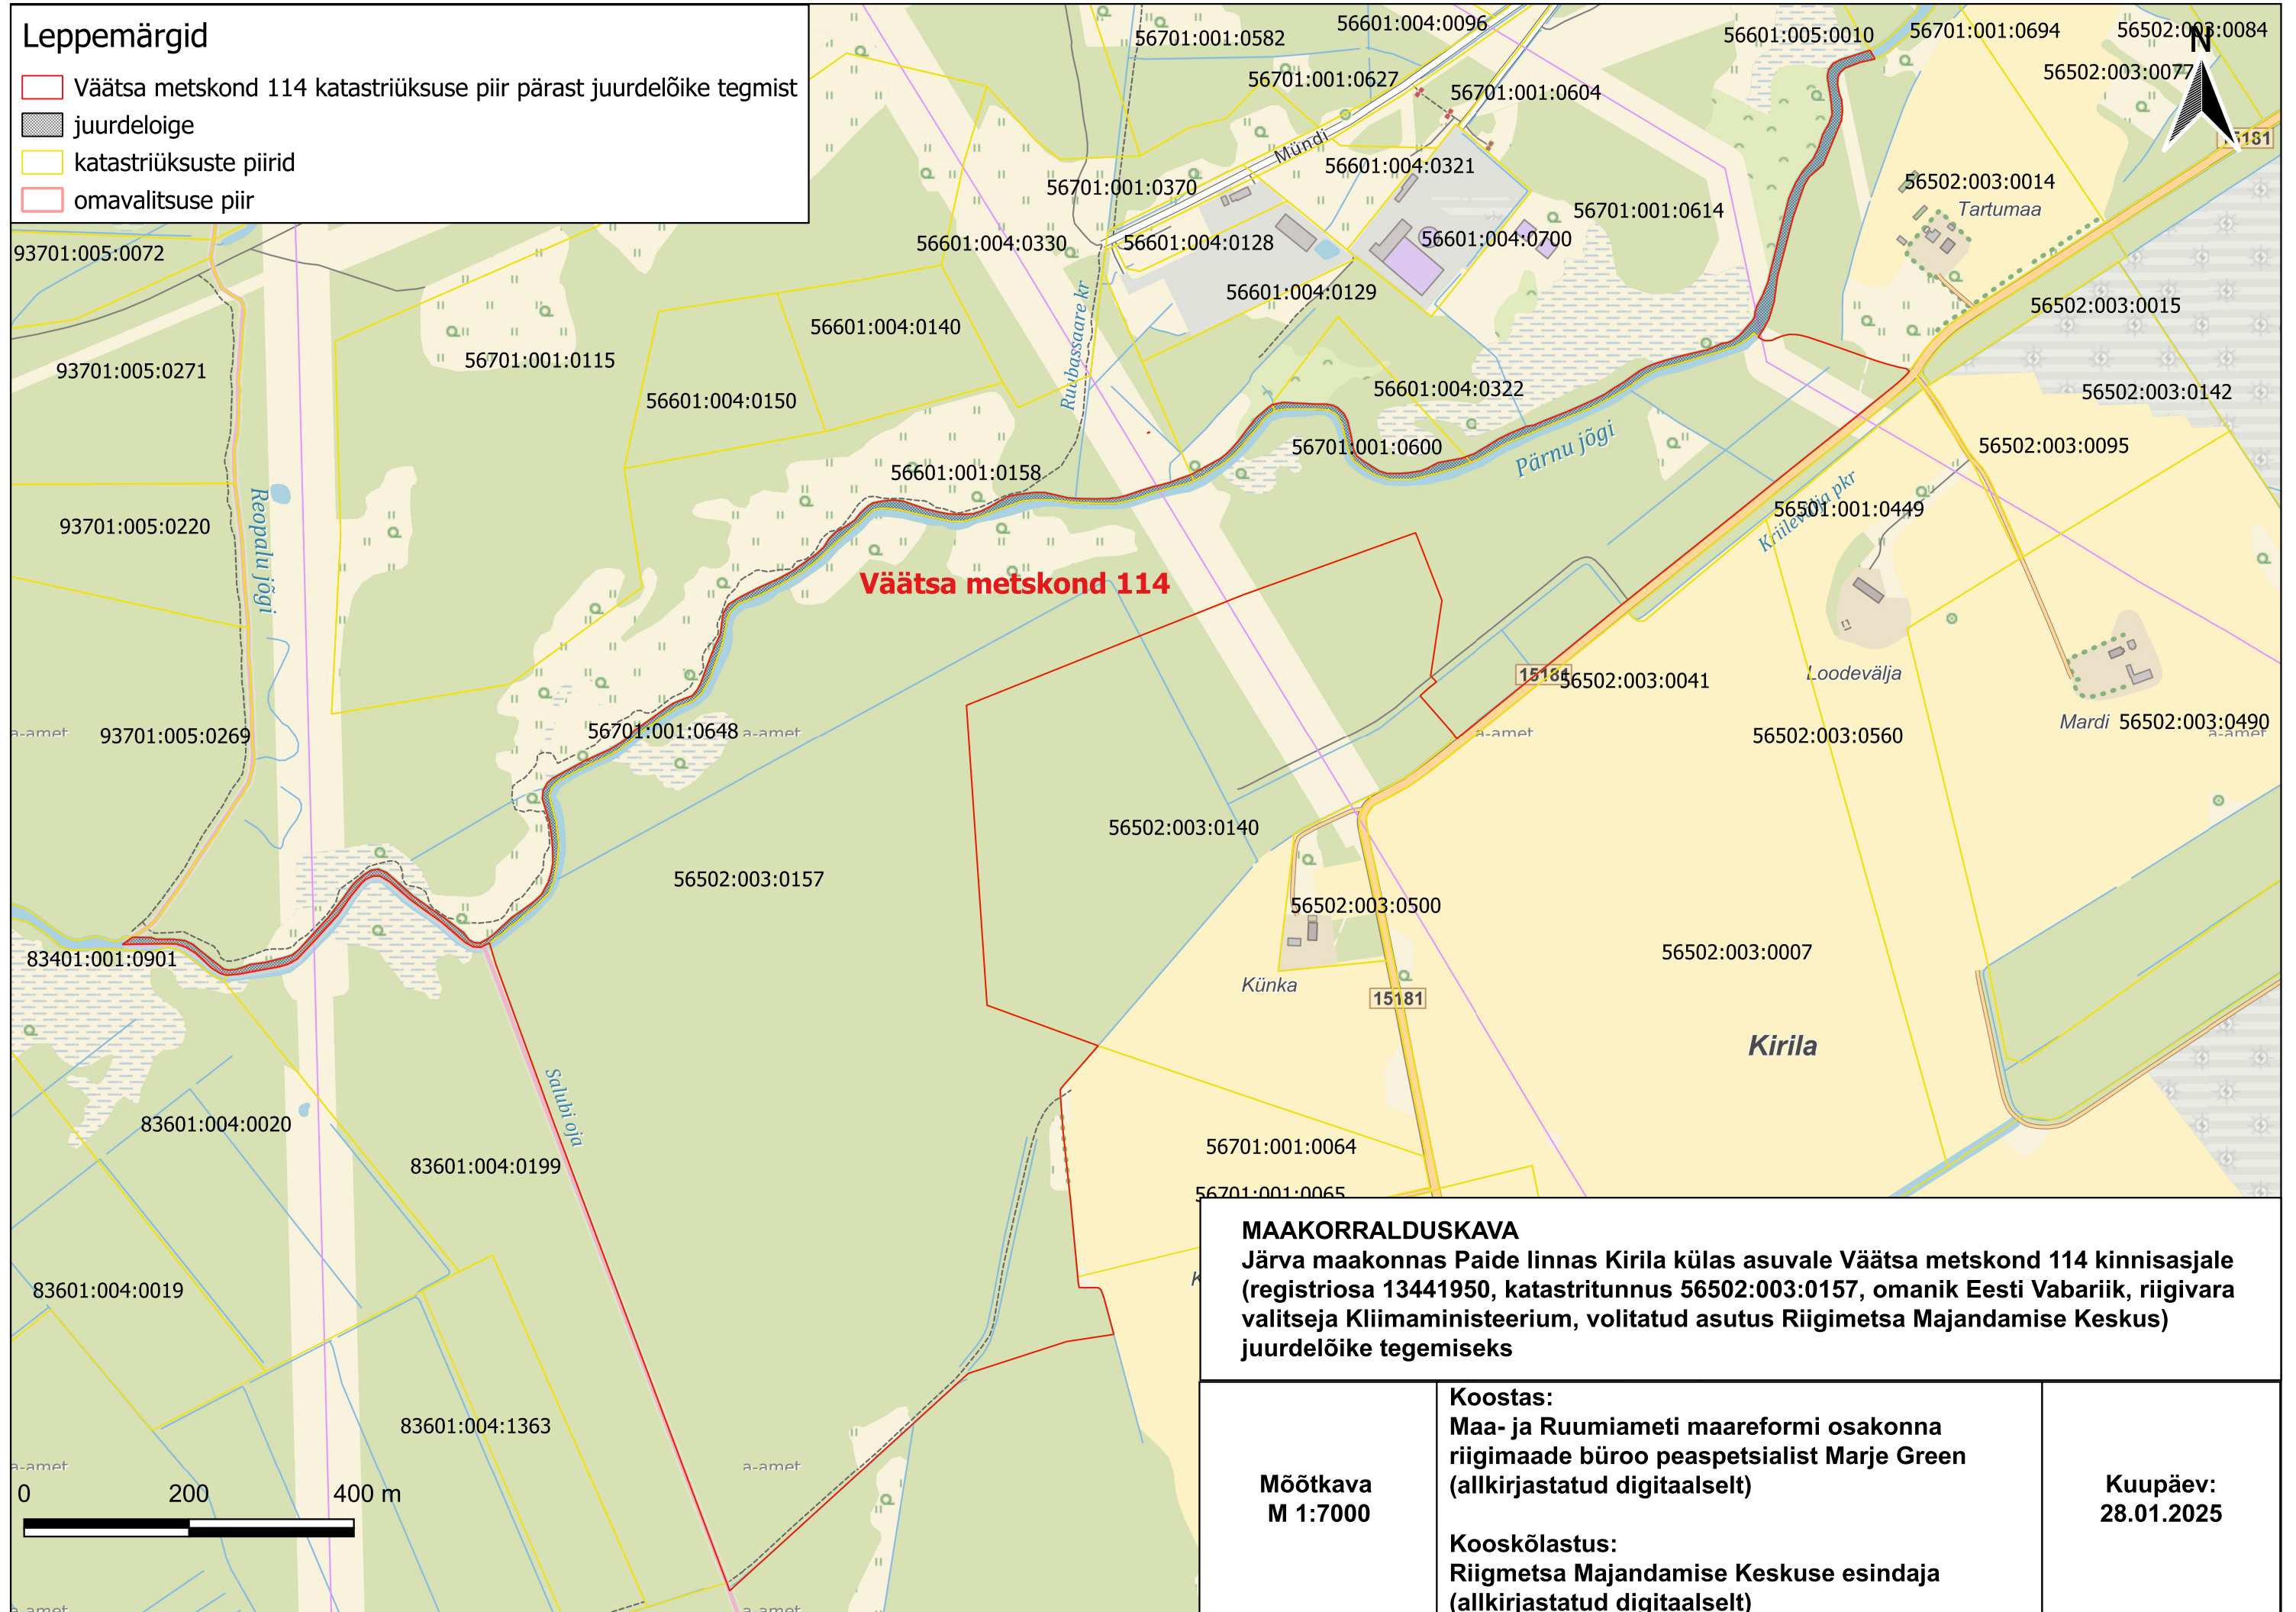 Leppemärgid
Väätsa metskond 114 katastriüksuse piir pärast juurdelõike tegmist
juurdeloige
katastriüksuste piirid
omavalitsuse piir
56701:001:0582
56601:004:0096
56601:005:0010
56701:001:0694
56502:003:0084
N
56701:001:0627
56701:001:0604
56502:003:0077
15181
Mündi
56601:004:0321
56701:001:0370
56502:003:0014
Tartumaa
56701:001:0614
93701:005:0072
56601:004:0330
56601:004:0128
56601:004:0700
56601:004:0129
56502:003:0015
56601:004:0140
Ruubassaare kr
93701:005:0271
56701:001:0115
56601:004:0150
56601:004:0322
56502:003:0142
56701:001:0600
Pärnu jõgi
56502:003:0095
56601:001:0158
Kriilevälja pkr
56501:001:0449
93701:005:0220
Reopalu jõgi
Väätsa metskond 114
15181
56502:003:0041
Loodevälja
56701:001:0648
93701:005:0269
a-amet
a-amet
a-amet
a-amet
56502:003:0560
Mardi
56502:003:0490
56502:003:0140
56502:003:0157
56502:003:0500
83401:001:0901
Künka
15181
56502:003:0007
Kirila
Salubi oja
83601:004:0020
83601:004:0199
56701:001:0064
56701:001:0065
83601:004:0019
83601:004:1363
a-amet
a-amet
a-amet
a-amet
0 200 400 m
MAAKORRALDUSKAVA
Järva maakonnas Paide linnas Kirila külas asuvale Väätsa metskond 114 kinnisasjale
(registriosa 13441950, katastritunnus 56502:003:0157, omanik Eesti Vabariik, riigivara
valitseja Kliimaministeerium, volitatud asutus Riigimetsa Majandamise Keskus)
juurdelõike tegemiseks
Mõõtkava
M 1:7000
Koostas:
Maa- ja Ruumiameti maareformi osakonna
riigimaade büroo peaspetsialist Marje Green
(allkirjastatud digitaalselt)
Kooskõlastus:
Riigmetsa Majandamise Keskuse esindaja
(allkirjastatud digitaalselt)
Kuupäev:
28.01.2025